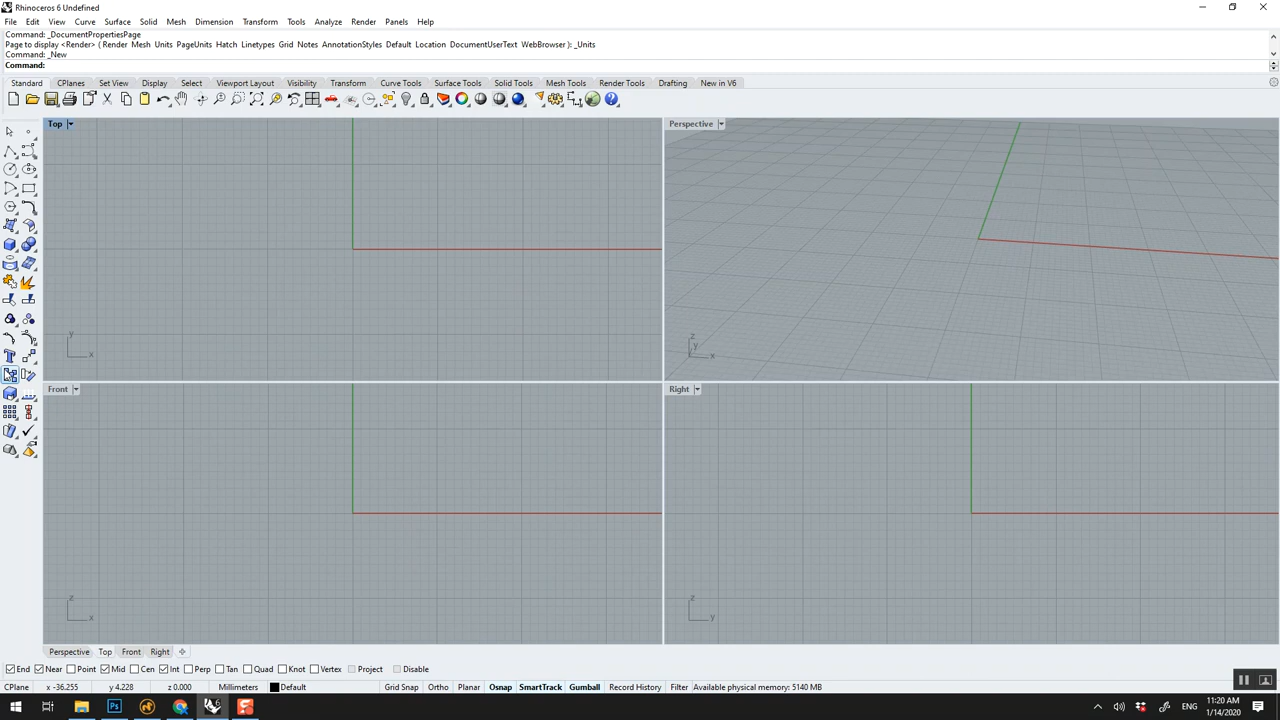 Rhinoceros 6 Undefined
File Edit View Curve Surface Solid Mesh Dimension Transform Tools Analyze Render Panels Help
Command: _DocumentPropertiesPage
Page to display <Render> ( Render Mesh Units PageUnits Hatch Linetypes Grid Notes AnnotationStyles Default Location DocumentUserText WebBrowser ): _Units
Command: _New
Command:
Standard CPlanes Set View Display Select Viewport Layout Visibility Transform Curve Tools Surface Tools Solid Tools Mesh Tools Render Tools Drafting New in V6
Top
Perspective
y
x
z
y
x
Front
Right
z
x
z
y
Perspective Top Front Right
End Near Point Mid Cen Int Perp Tan Quad Knot Vertex Project Disable
CPlane x -36.255 y 4.228 z 0.000 Millimeters Default Grid Snap Ortho Planar Osnap SmartTrack Gumball Record History Filter Available physical memory: 5140 MB
ENG
11:20 AM
1/14/2020